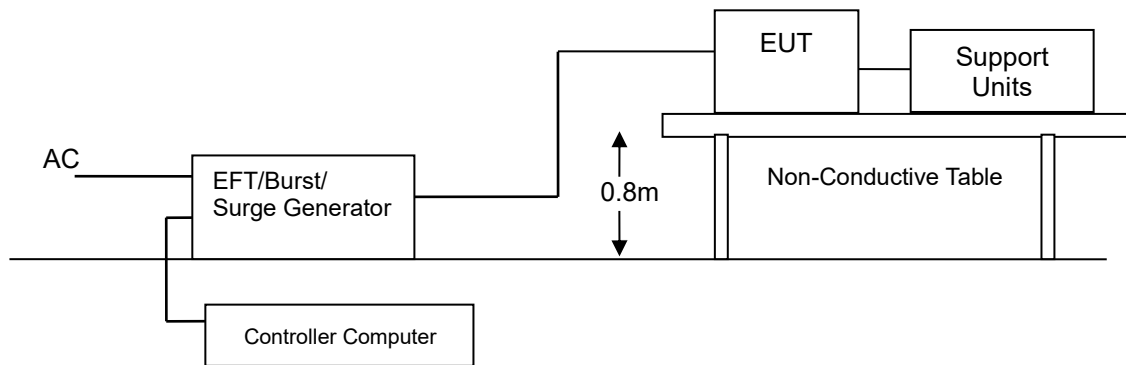 EUT
Support
Units
AC
EFT/Burst/
Surge Generator
0.8m
Non-Conductive Table
Controller Computer